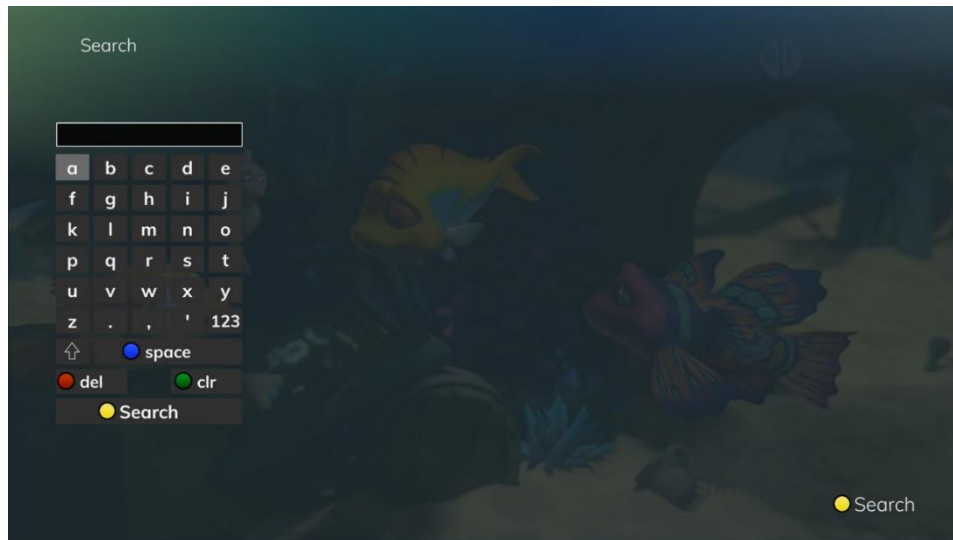 Search
a b c d e
f g h i j
k l m n o
p q r s t
u v w x y
z . , ' 123
space
del clr
Search
Search